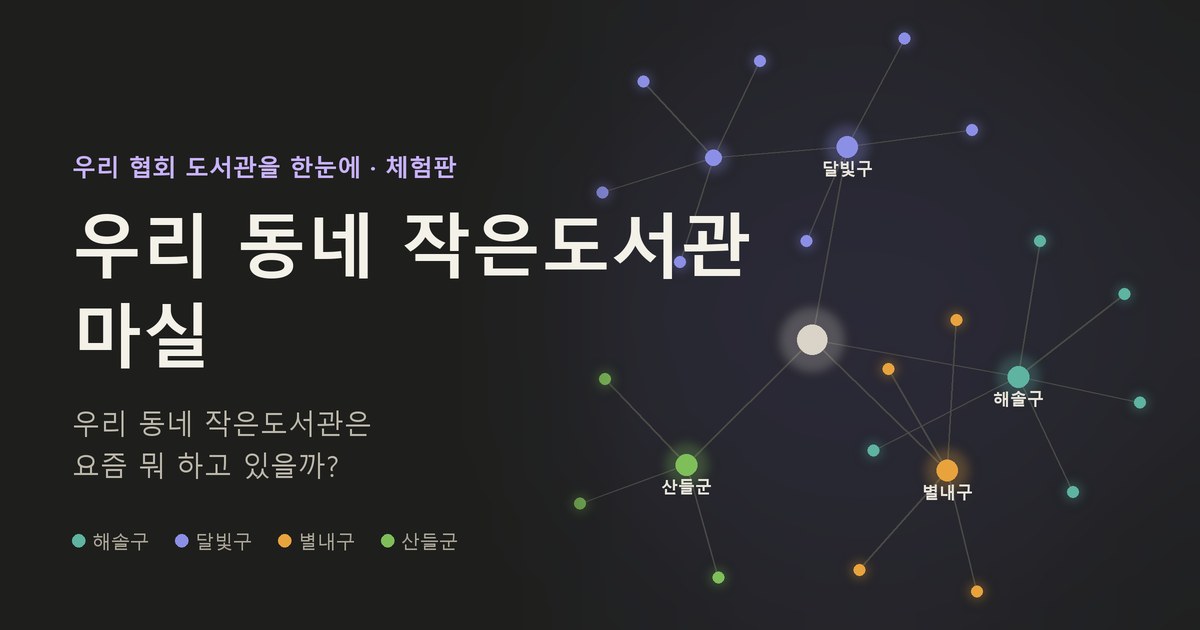 우리 협회 도서관을 한눈에 · 체험판
우리 동네 작은도서관
마실
우리 동네 작은도서관은
요즘 뭐 하고 있을까?
해솔구 달빛구 별내구 산들군
달빛구
해솔구
산들군
별내구